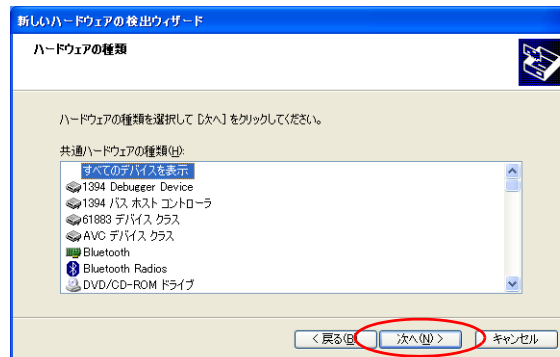 新しいハードウェアの検出ウィザード
ハードウェアの種類
ハードウェアの種類を選択して [次へ] をクリックしてください。
共通ハードウェアの種類(H):
すべてのデバイスを表示
1394 Debugger Device
1394 バス ホスト コントローラ
61883 デバイス クラス
AVC デバイス クラス
Bluetooth
Bluetooth Radios
DVD/CD-ROM ドライブ
< 戻る(B) 次へ(N) > キャンセル